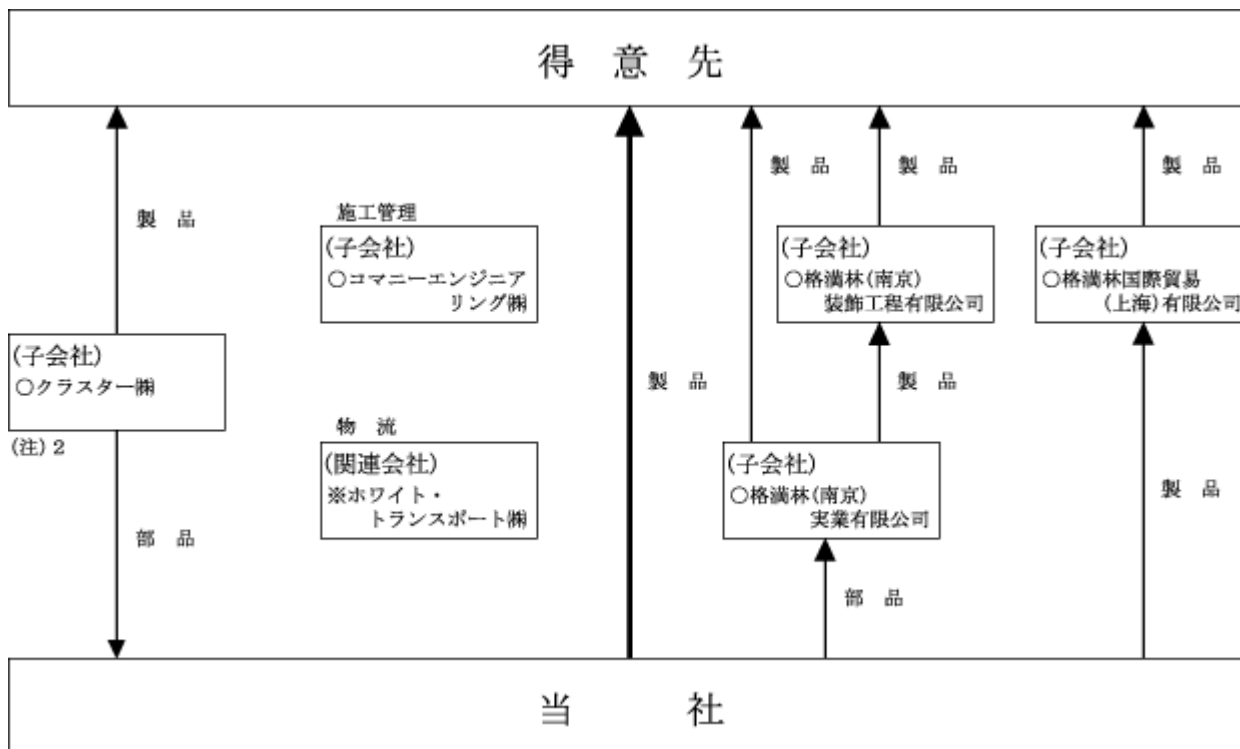 得 意 先
製 品
製 品
製 品
製 品
施工管理
(子会社)
○コマニーエンジニア
リング㈱
(子会社)
○格満林(南京)
装飾工程有限公司
(子会社)
○格満林国際貿易
(上海)有限公司
(子会社)
○クラスター㈱
(注) 2
製 品
製 品
物 流
(関連会社)
※ホワイト・
トランスポート㈱
(子会社)
○格満林(南京)
実業有限公司
製 品
部 品
部 品
当 社